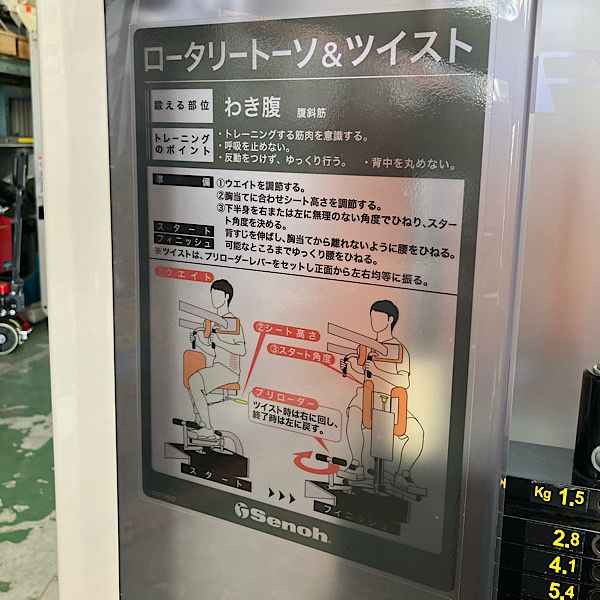 ロータリートーソ&ツイスト
鍛える部位 わき腹 腹斜筋
トレーニングのポイント
・トレーニングする筋肉を意識する。
・呼吸を止めない。
・反動をつけず、ゆっくり行う。 ・背中を丸めない。
準備 ①ウエイトを調節する。
②胸当てに合わせシート高さを調節する。
③下半身を右または左に無理のない角度でひねり、スター
ト角度を決める。
スタート 背すじを伸ばし、胸当てから離れないように腰をひねる。
フィニッシュ 可能なところまでゆっくり腰をひねる。
※ツイストは、プリローダーレバーをセットし正面から左右均等に振る。
①ウエイト
②シート高さ
③スタート角度
プリローダー
ツイスト時は右に回し、
終了時は左に戻す。
スタート
フィニッシュ
Senoh
Kg 1.5
2.8
4.1
5.4